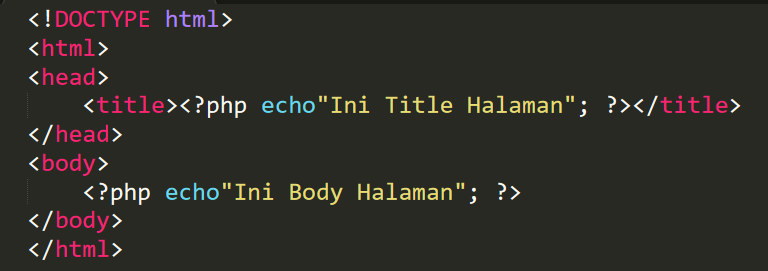 <!DOCTYPE html>
<html>
<head>
    <title><?php echo"Ini Title Halaman"; ?></title>
</head>
<body>
    <?php echo"Ini Body Halaman"; ?>
</body>
</html>